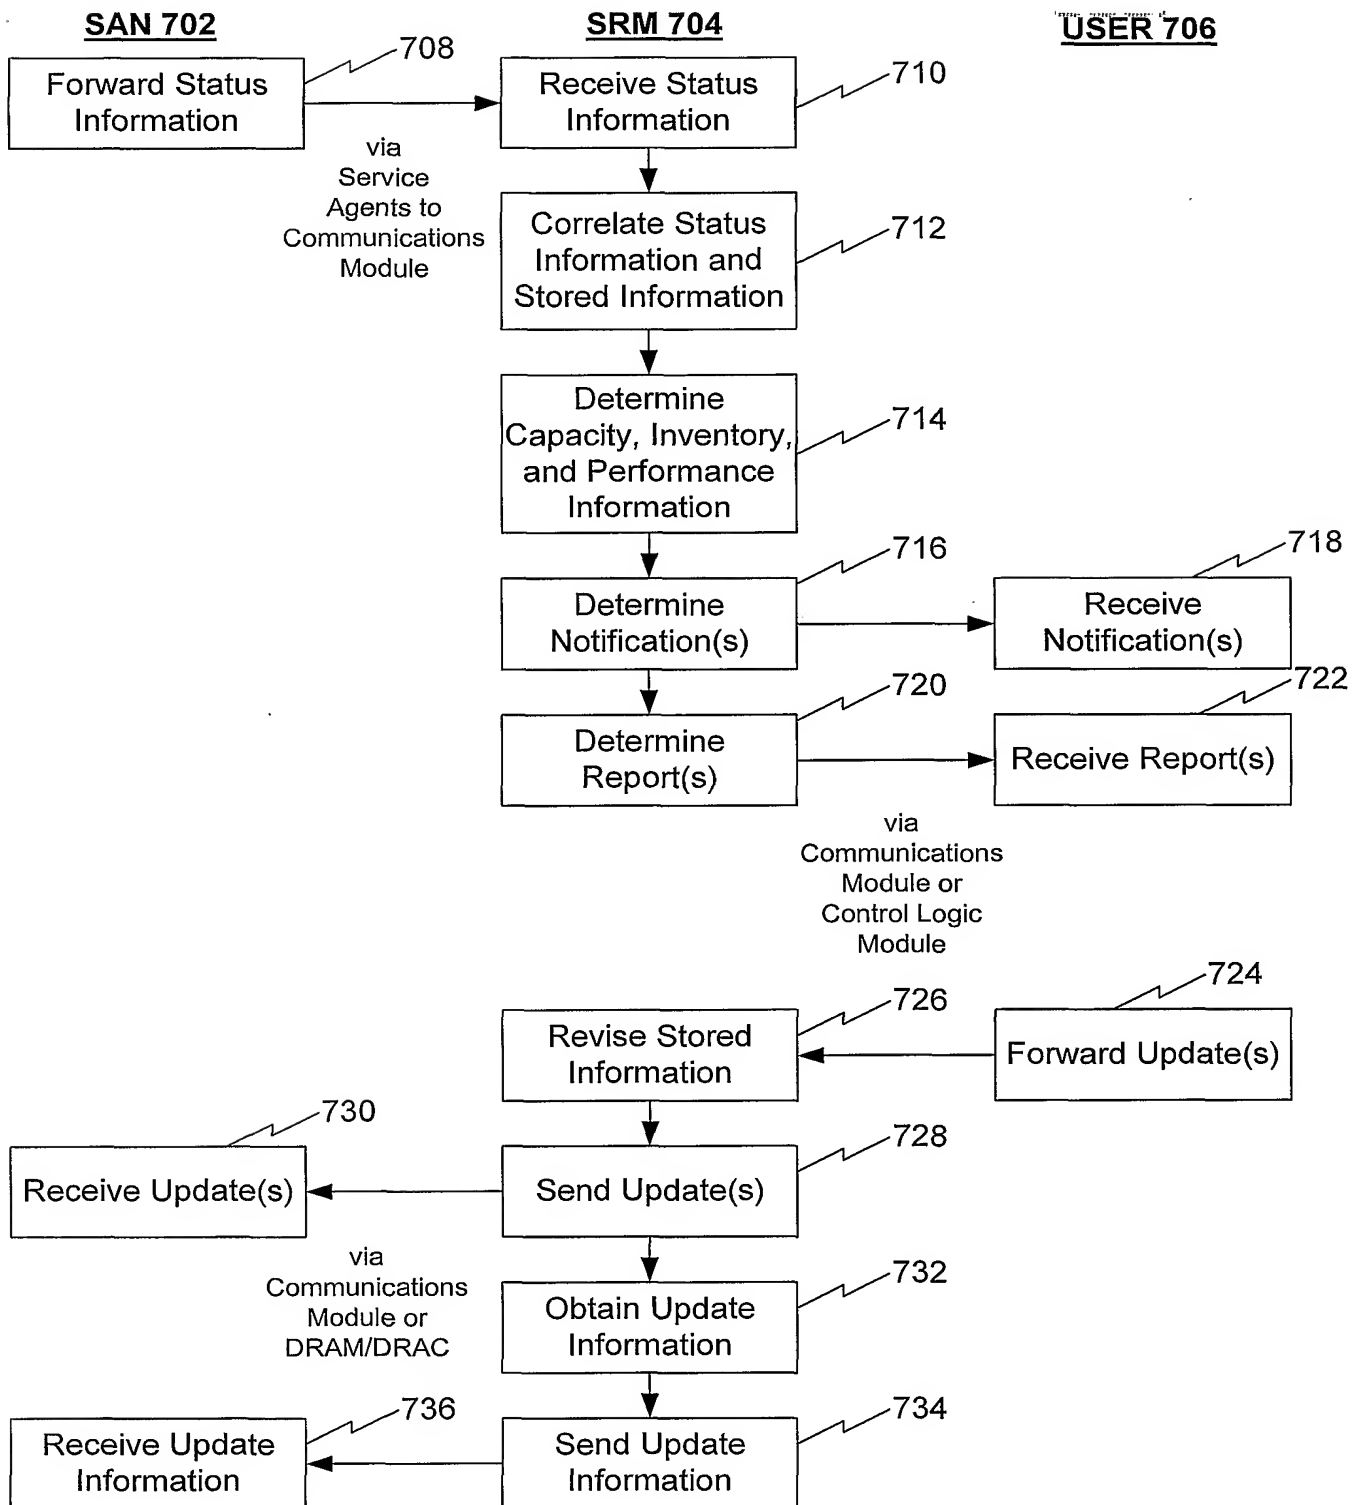 SAN 702
SRM 704
USER 706
708
Forward Status
Information
710
Receive Status
Information
via
Service
Agents to
Communications
Module
712
Correlate Status
Information and
Stored Information
714
Determine
Capacity, Inventory,
and Performance
Information
716
Determine
Notification(s)
718
Receive
Notification(s)
720
Determine
Report(s)
722
Receive Report(s)
via
Communications
Module or
Control Logic
Module
724
Forward Update(s)
726
Revise Stored
Information
728
Send Update(s)
730
Receive Update(s)
via
Communications
Module or
DRAM/DRAC
732
Obtain Update
Information
734
Send Update
Information
736
Receive Update
Information